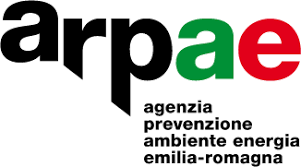 arpae
agenzia
prevenzione
ambiente energia
emilia-romagna